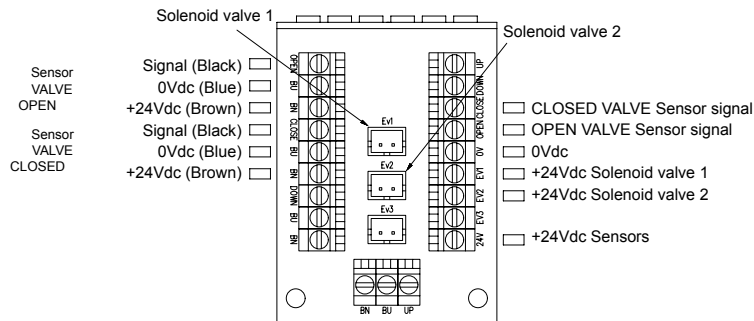 Solenoid valve 1
Solenoid valve 2
Sensor
VALVE
OPEN
Signal (Black)
0Vdc (Blue)
+24Vdc (Brown)
Sensor
VALVE
CLOSED
Signal (Black)
0Vdc (Blue)
+24Vdc (Brown)
OPEN
BU
BN
CLOSE
BU
BN
DOWN
BU
BN
Ev1
Ev2
Ev3
UP
DOWN
CLOSE
OPEN
0V
EV1
EV2
EV3
24V
CLOSED VALVE Sensor signal
OPEN VALVE Sensor signal
0Vdc
+24Vdc Solenoid valve 1
+24Vdc Solenoid valve 2
+24Vdc Sensors
BN BU UP